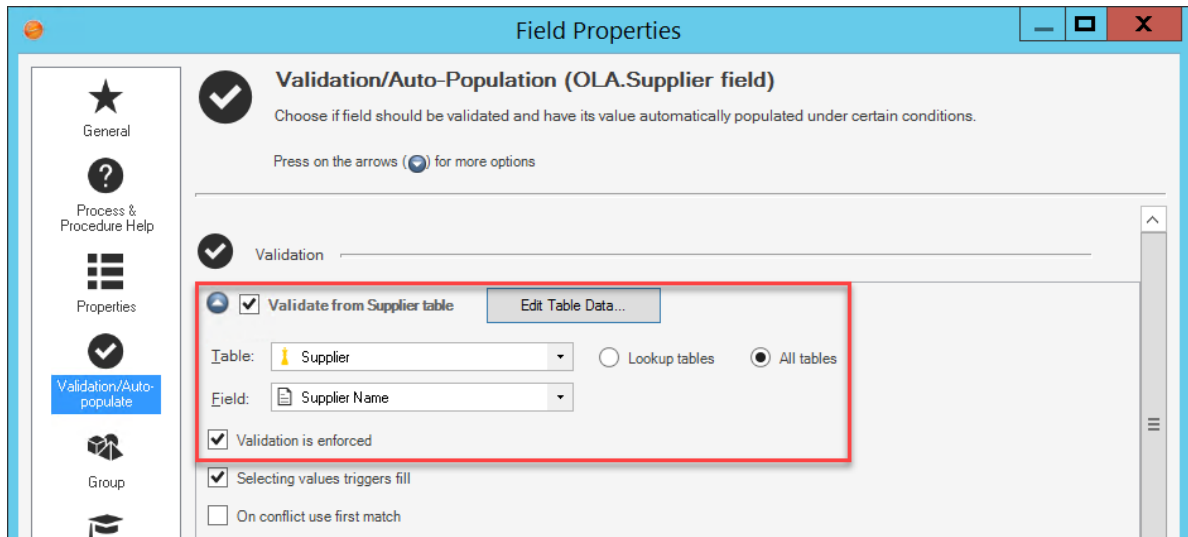 Field Properties
General
Process &
Procedure Help
Properties
Validation/Auto-
populate
Group
Validation/Auto-Population (OLA.Supplier field)
Choose if field should be validated and have its value automatically populated under certain conditions.
Press on the arrows ( ) for more options
Validation
Validate from Supplier table
Edit Table Data...
Table:
Supplier
Lookup tables
All tables
Field:
Supplier Name
Validation is enforced
Selecting values triggers fill
On conflict use first match